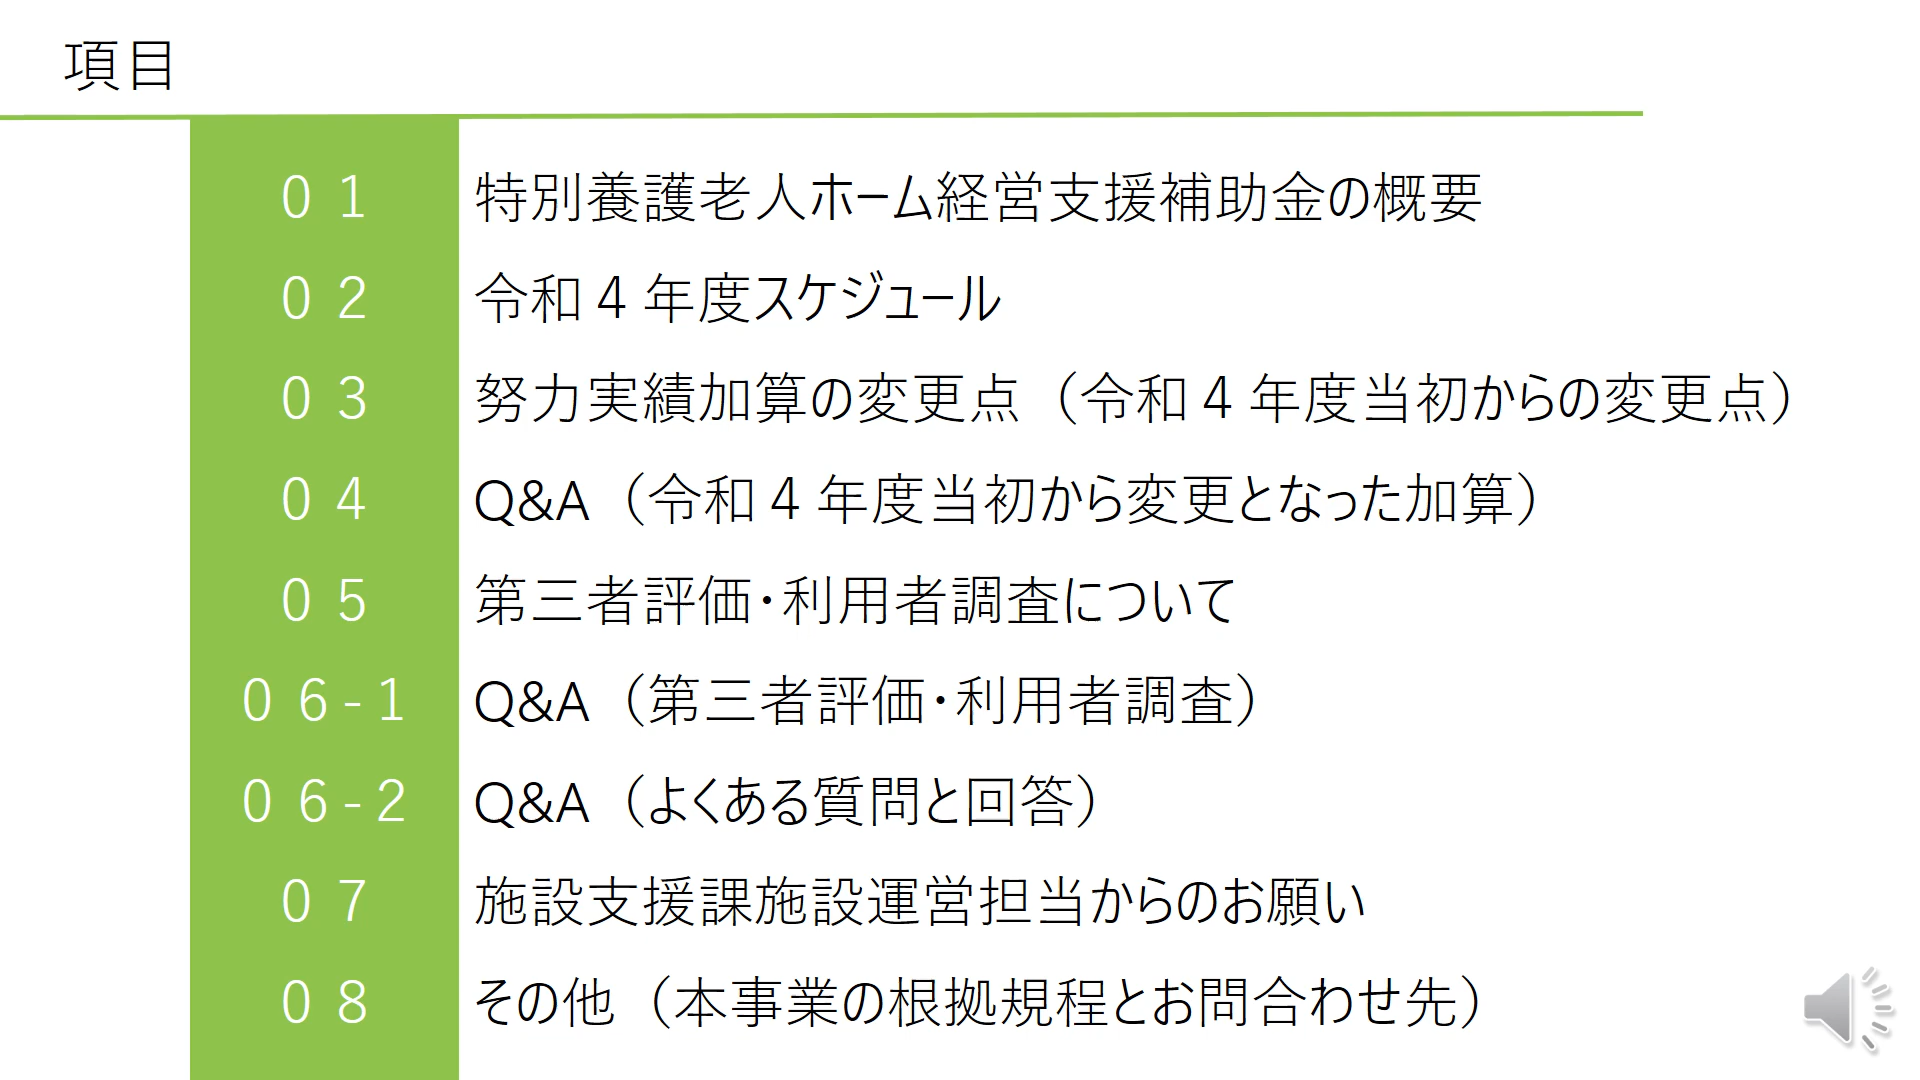 項目
０１ 特別養護老人ホーム経営支援補助金の概要
０２ 令和４年度スケジュール
０３ 努力実績加算の変更点（令和４年度当初からの変更点）
０４ Q&A（令和４年度当初から変更となった加算）
０５ 第三者評価・利用者調査について
０６-１ Q&A（第三者評価・利用者調査）
０６-２ Q&A（よくある質問と回答）
０７ 施設支援課施設運営担当からのお願い
０８ その他（本事業の根拠規程とお問合わせ先）